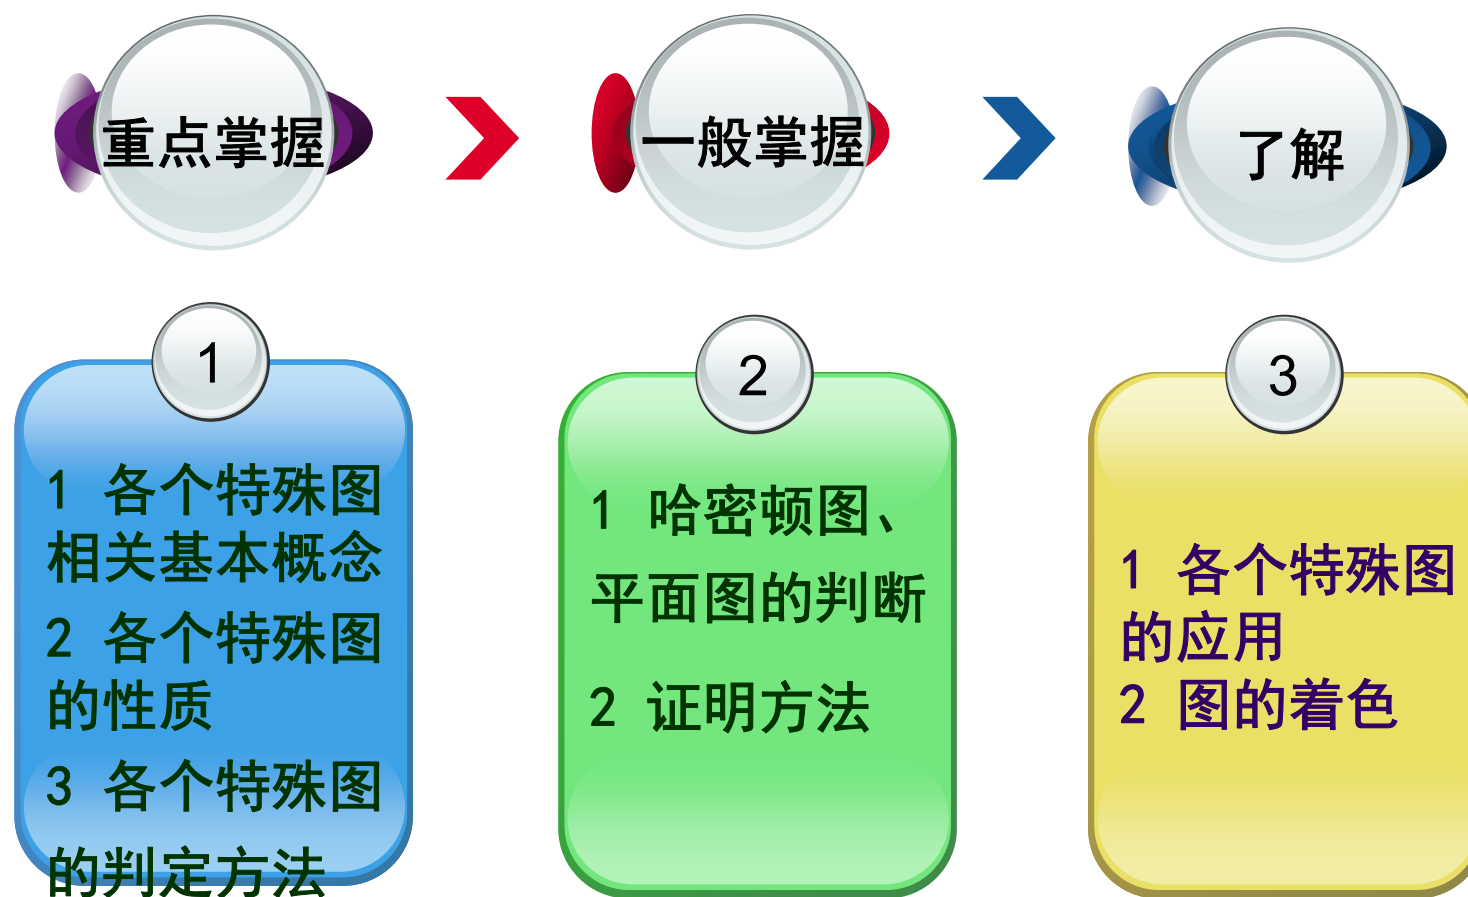 重点掌握
一般掌握
了解
1
1 各个特殊图
相关基本概念
2 各个特殊图
的性质
3 各个特殊图
的判定方法
2
1 哈密顿图、
平面图的判断
2 证明方法
3
1 各个特殊图
的应用
2 图的着色